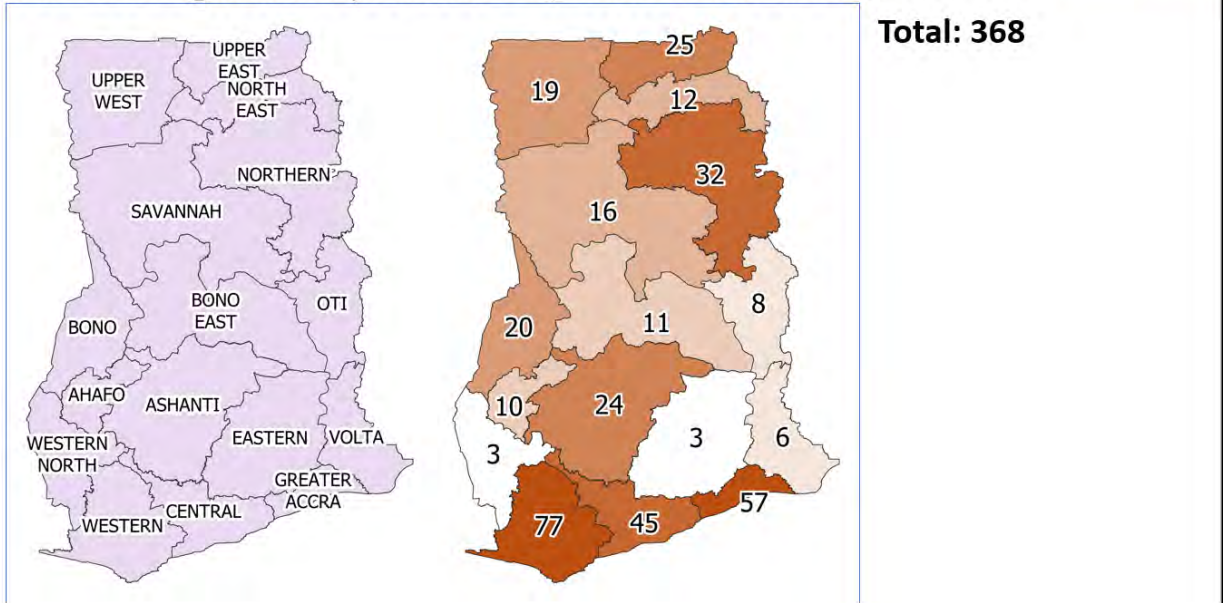 Total: 368
UPPER
EAST
UPPER
WEST
NORTH
EAST
NORTHERN
SAVANNAH
BONO
EAST
OTI
BONO
AHAFO
ASHANTI
WESTERN
NORTH
EASTERN
VOLTA
GREATER
ACCRA
CENTRAL
WESTERN
25
19
12
32
16
8
20
11
10
24
3
3
6
57
77
45